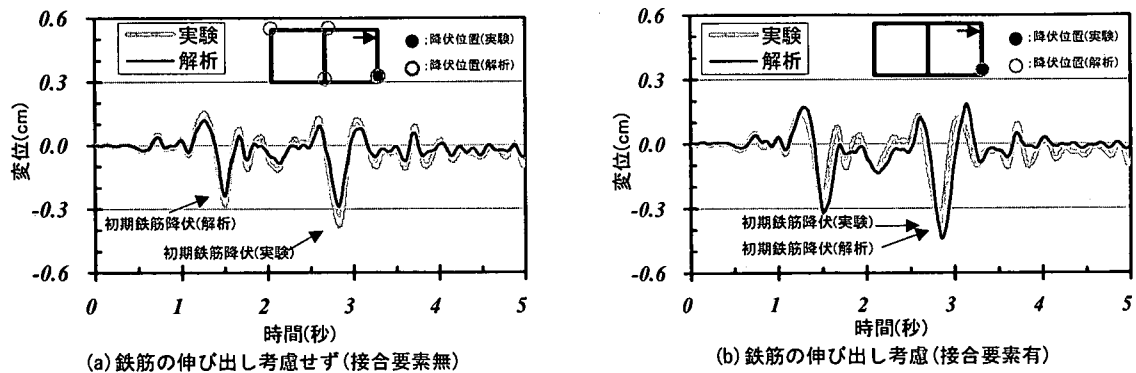 0.6
0.3
0.0
-0.3
-0.6
変位(cm)
実験
解析
●:降伏位置(実験)
○:降伏位置(解析)
初期鉄筋降伏(解析)
初期鉄筋降伏(実験)
0 1 2 3 4 5
時間(秒)
(a)鉄筋の伸び出し考慮せず(接合要素無)
0.6
0.3
0.0
-0.3
-0.6
変位(cm)
実験
解析
●:降伏位置(実験)
○:降伏位置(解析)
初期鉄筋降伏(実験)
初期鉄筋降伏(解析)
0 1 2 3 4 5
時間(秒)
(b)鉄筋の伸び出し考慮(接合要素有)